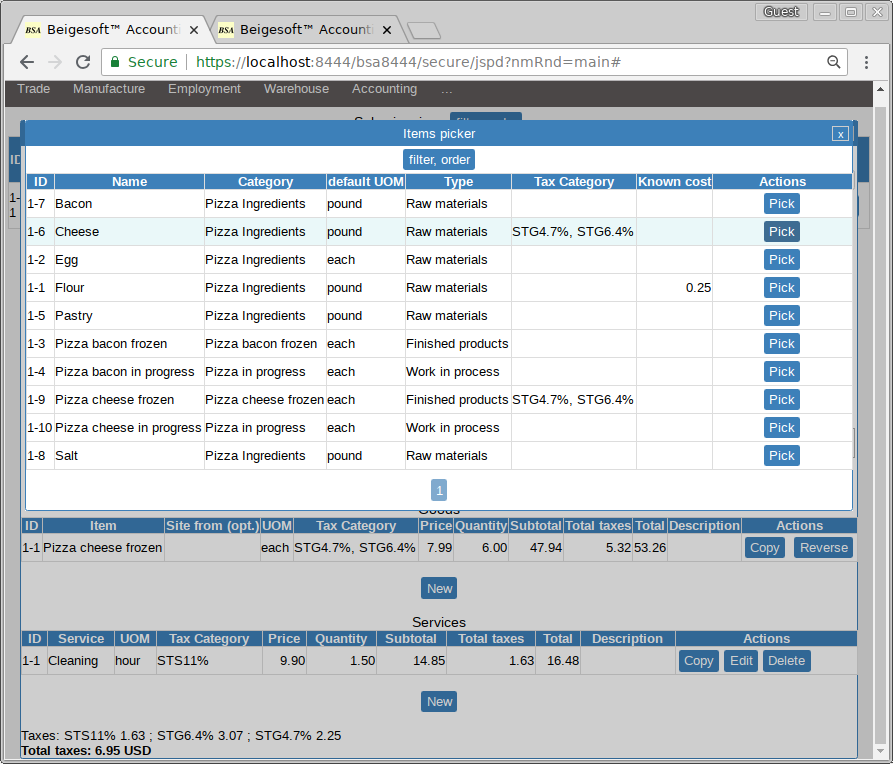 Guest
BSA Beigesoft™ Accounti
BSA Beigesoft™ Accounti
Secure https://localhost:8444/bsa8444/secure/jspd?nmRnd=main#
Trade Manufacture Employment Warehouse Accounting ...
Items picker x
filter, order
ID Name Category default UOM Type Tax Category Known cost Actions
1-7 Bacon Pizza Ingredients pound Raw materials Pick
1-6 Cheese Pizza Ingredients pound Raw materials STG4.7%, STG6.4% Pick
1-2 Egg Pizza Ingredients each Raw materials Pick
1-1 Flour Pizza Ingredients pound Raw materials 0.25 Pick
1-5 Pastry Pizza Ingredients pound Raw materials Pick
1-3 Pizza bacon frozen Pizza bacon frozen each Finished products Pick
1-4 Pizza bacon in progress Pizza in progress each Work in process Pick
1-9 Pizza cheese frozen Pizza cheese frozen each Finished products STG4.7%, STG6.4% Pick
1-10 Pizza cheese in progress Pizza in progress each Work in process Pick
1-8 Salt Pizza Ingredients pound Raw materials Pick
1
ID
1-
1
Goods
ID Item Site from (opt.) UOM Tax Category Price Quantity Subtotal Total taxes Total Description Actions
1-1 Pizza cheese frozen each STG4.7%, STG6.4% 7.99 6.00 47.94 5.32 53.26 Copy Reverse
New
Services
ID Service UOM Tax Category Price Quantity Subtotal Total taxes Total Description Actions
1-1 Cleaning hour STS11% 9.90 1.50 14.85 1.63 16.48 Copy Edit Delete
New
Taxes: STS11% 1.63 ; STG6.4% 3.07 ; STG4.7% 2.25
Total taxes: 6.95 USD